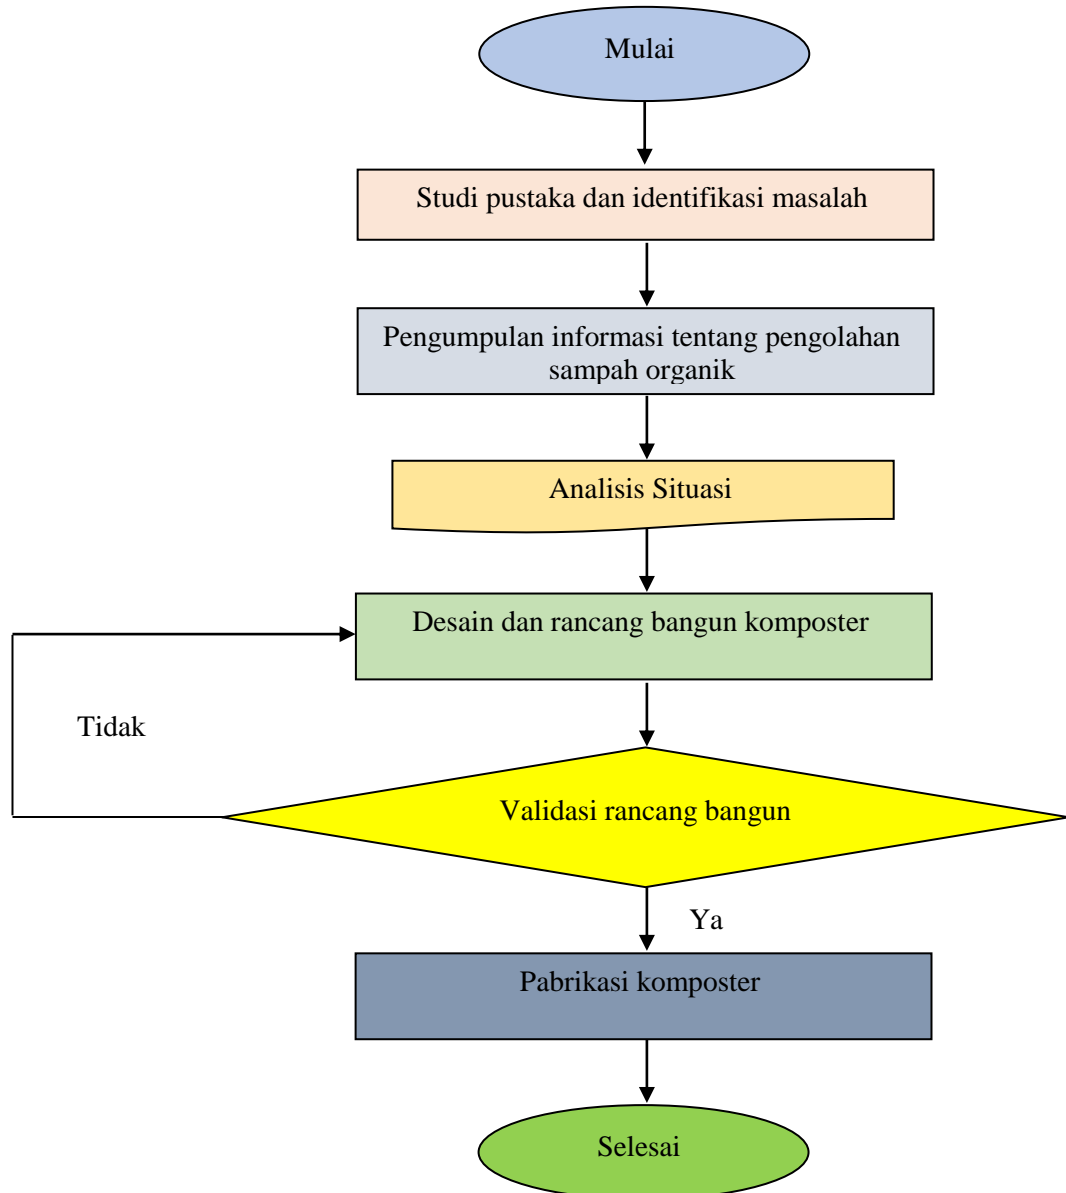 Mulai
Studi pustaka dan identifikasi masalah
Pengumpulan informasi tentang pengolahan
sampah organik
Analisis Situasi
Desain dan rancang bangun komposter
Tidak
Validasi rancang bangun
Ya
Pabrikasi komposter
Selesai